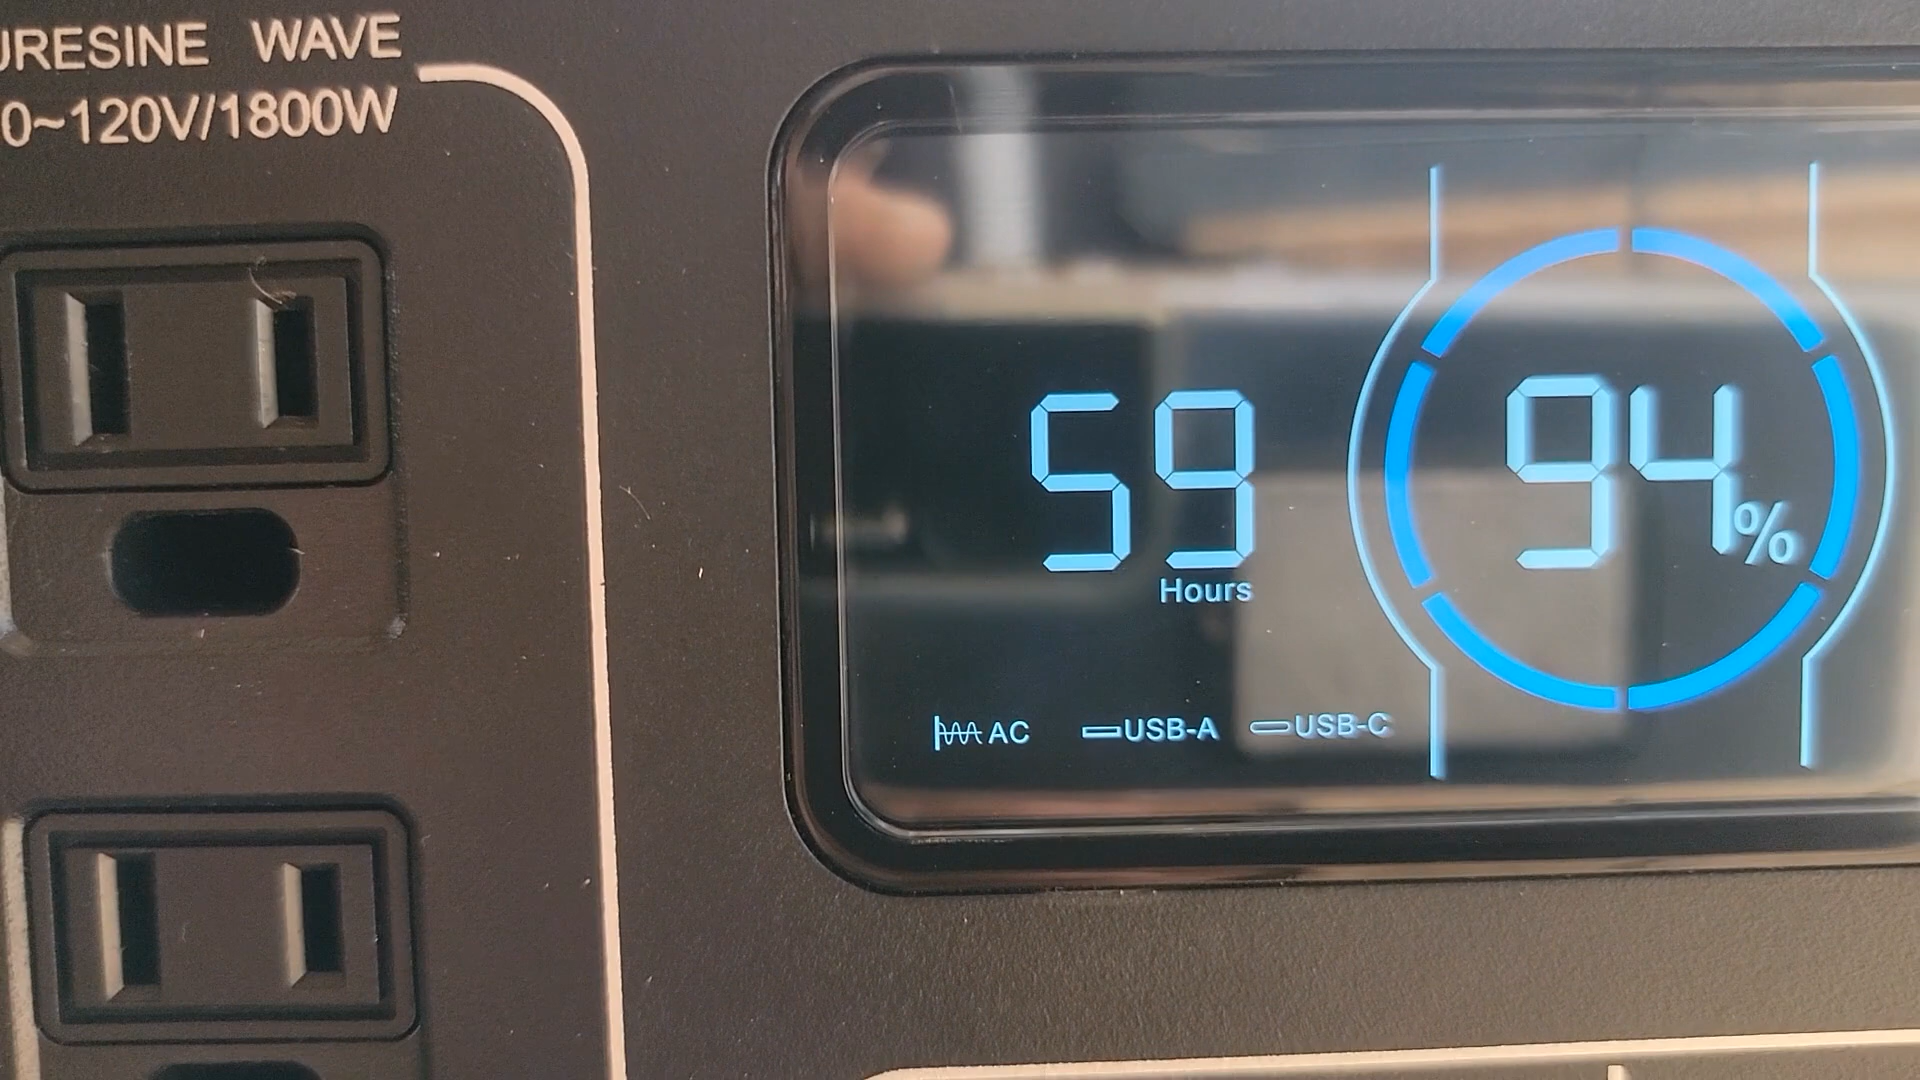 URESINE WAVE
0~120V/1800W
59
Hours
94%
AC USB-A USB-C